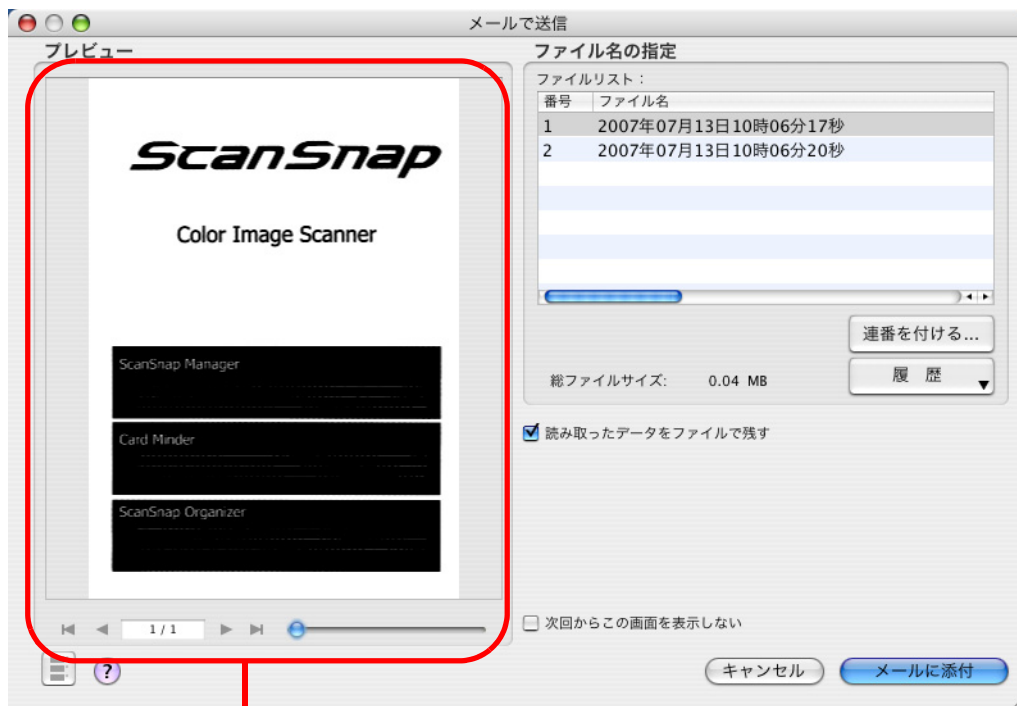 メールで送信
プレビュー
ScanSnap
Color Image Scanner
ScanSnap Manager
Card Minder
ScanSnap Organizer
1 / 1
?
ファイル名の指定
ファイルリスト：
番号 ファイル名
1 2007年07月13日10時06分17秒
2 2007年07月13日10時06分20秒
連番を付ける...
総ファイルサイズ: 0.04 MB
履 歴
読み取ったデータをファイルで残す
次回からこの画面を表示しない
キャンセル
メールに添付